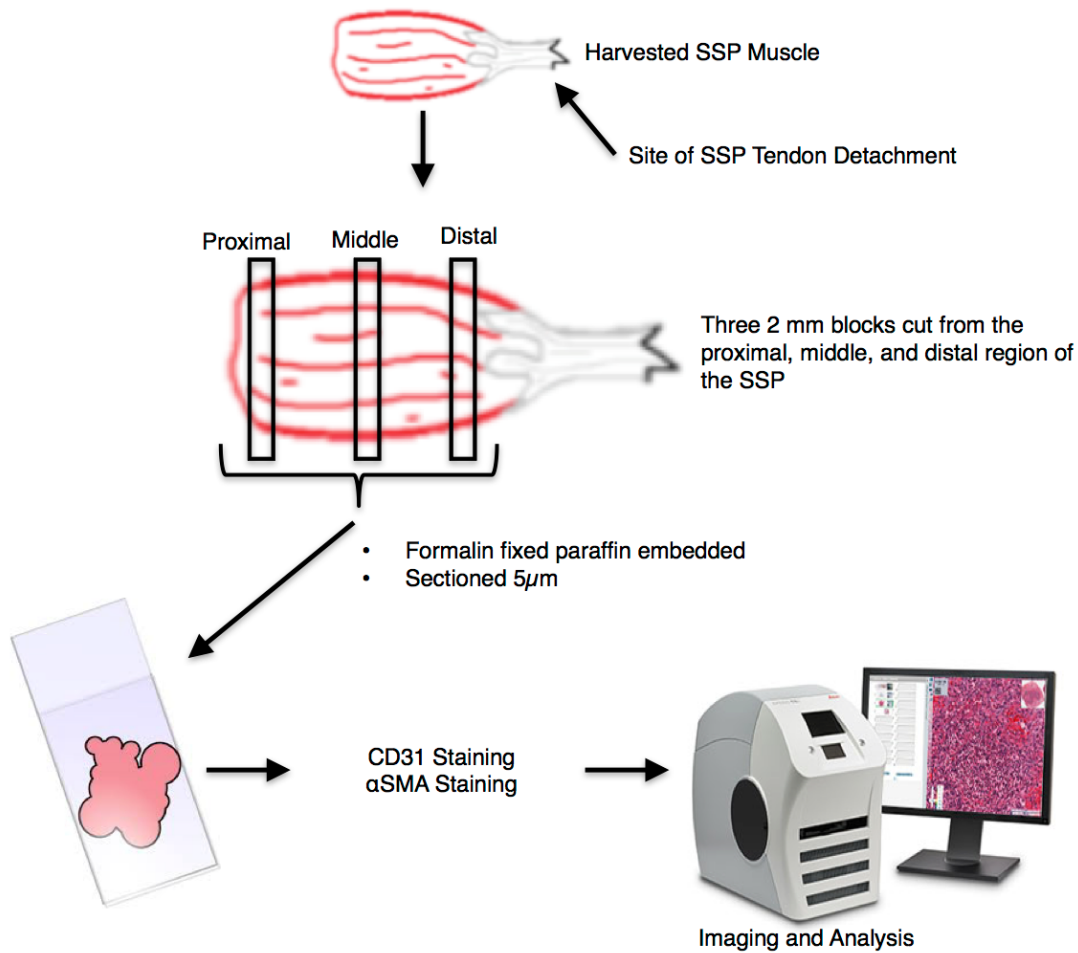 Harvested SSP Muscle
Site of SSP Tendon Detachment
Proximal
Middle
Distal
Three 2 mm blocks cut from the
proximal, middle, and distal region of
the SSP
• Formalin fixed paraffin embedded
• Sectioned 5µm
CD31 Staining
αSMA Staining
Imaging and Analysis